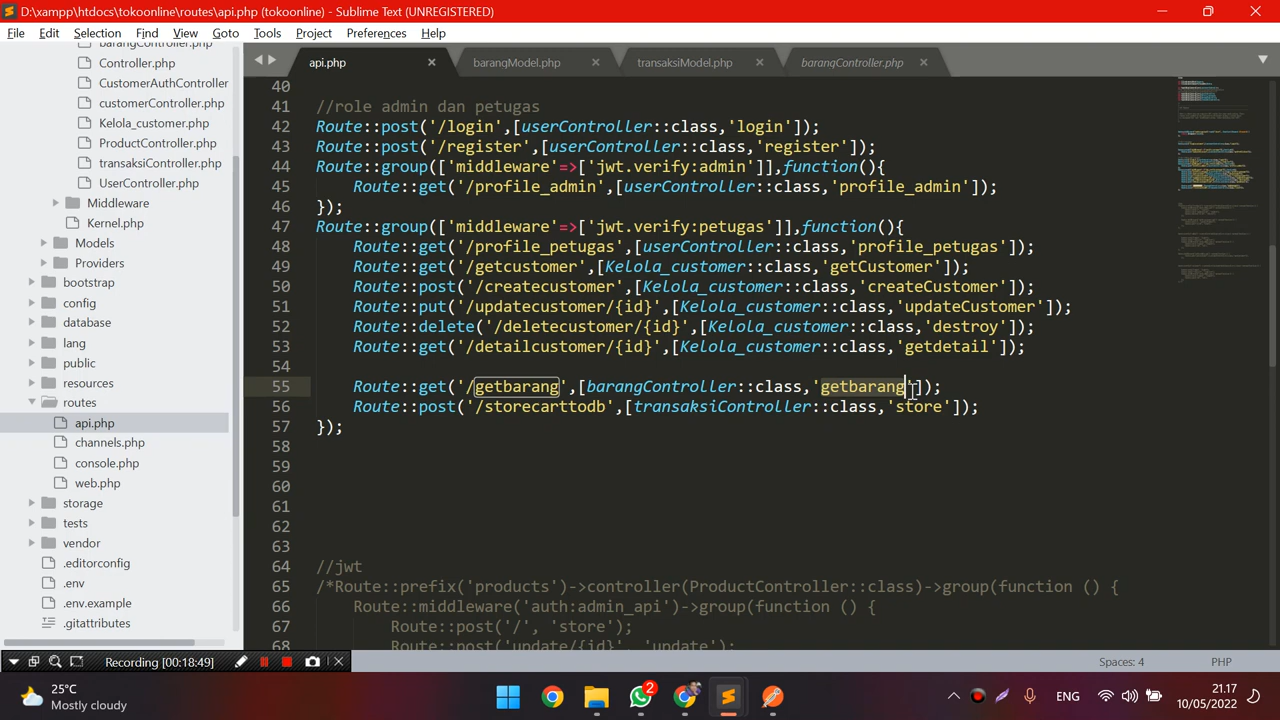 D:\xampp\htdocs\tokoonline\routes\api.php (tokoonline) - Sublime Text (UNREGISTERED)
File Edit Selection Find View Goto Tools Project Preferences Help
barangController.php
Controller.php
CustomerAuthController
customerController.php
Kelola_customer.php
ProductController.php
transaksiController.php
UserController.php
Middleware
Kernel.php
Models
Providers
bootstrap
config
database
lang
public
resources
routes
api.php
channels.php
console.php
web.php
storage
tests
vendor
.editorconfig
.env
.env.example
.gitattributes
api.php barangModel.php transaksiModel.php barangController.php
40
41 //role admin dan petugas
42 Route::post('/login',[userController::class,'login']);
43 Route::post('/register',[userController::class,'register']);
44 Route::group(['middleware'=>['jwt.verify:admin']],function(){
45 Route::get('/profile_admin',[userController::class,'profile_admin']);
46 });
47 Route::group(['middleware'=>['jwt.verify:petugas']],function(){
48 Route::get('/profile_petugas',[userController::class,'profile_petugas']);
49 Route::get('/getcustomer',[Kelola_customer::class,'getCustomer']);
50 Route::post('/createcustomer',[Kelola_customer::class,'createCustomer']);
51 Route::put('/updatecustomer/{id}',[Kelola_customer::class,'updateCustomer']);
52 Route::delete('/deletecustomer/{id}',[Kelola_customer::class,'destroy']);
53 Route::get('/detailcustomer/{id}',[Kelola_customer::class,'getdetail']);
54
55 Route::get('/getbarang',[barangController::class,'getbarang']);
56 Route::post('/storecarttodb',[transaksiController::class,'store']);
57 });
58
59
60
61
62
63
64 //jwt
65 /*Route::prefix('products')->controller(ProductController::class)->group(function () {
66 Route::middleware('auth:admin_api')->group(function () {
67 Route::post('/', 'store');
68 Route::post('update/{id}', 'update');
Recording [00:18:49]
Spaces: 4 PHP
25°C
Mostly cloudy
2
ENG
21.17
10/05/2022